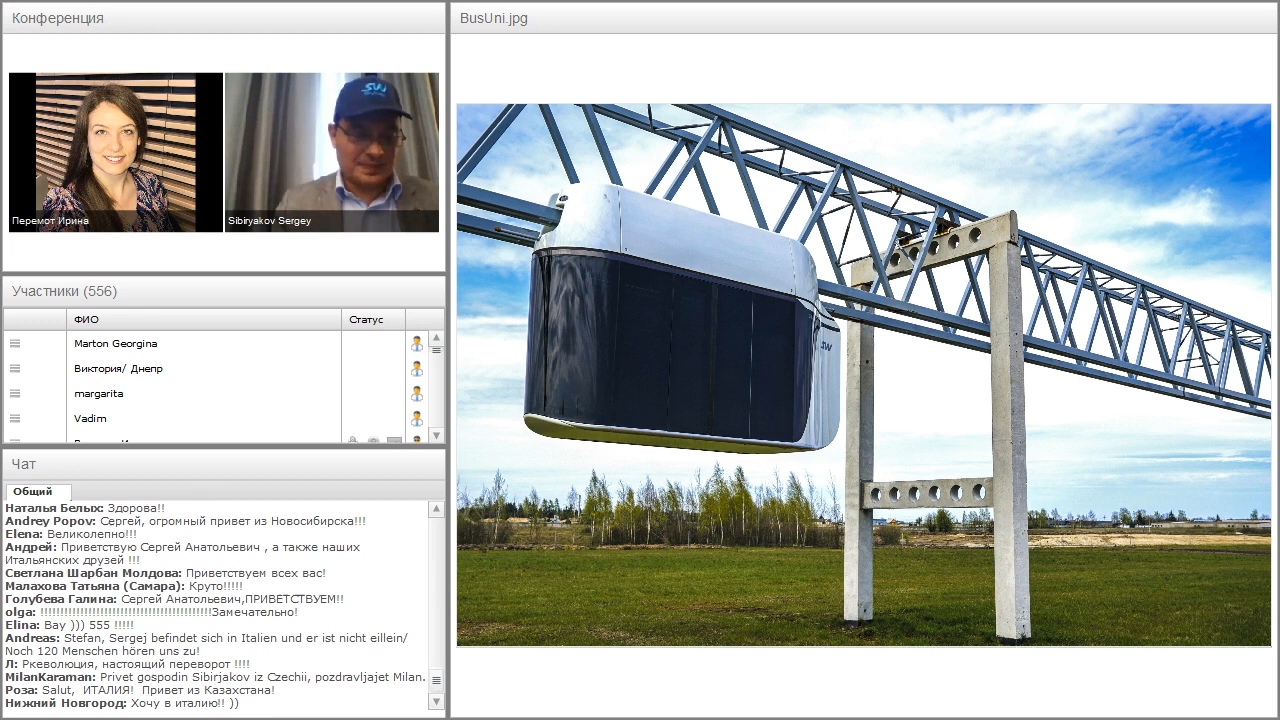 Конференция
BusUni.jpg
SW
Перемот Ирина
Sibiryakov Sergey
Участники (556)
ФИО
Статус
Marton Georgina
Виктория/ Днепр
margarita
Vadim
SW
Чат
Общий
Наталья Белых: Здорова!!
Andrey Popov: Сергей, огромный привет из Новосибирска!!!
Elena: Великолепно!!!
Андрей: Приветствую Сергей Анатольевич , а также наших
Итальянских друзей !!!
Светлана Шарбан Молдова: Приветствуем всех вас!
Малахова Татьяна (Самара): Круто!!!!!
Голубева Галина: Сергей Анатольевич,ПРИВЕТСТВУЕМ!!
olga: !!!!!!!!!!!!!!!!!!!!!!!!!!!!!!!!!!!!!!!!!!!Замечательно!
Elina: Вау ))) 555 !!!!!
Andreas: Stefan, Sergej befindet sich in Italien und er ist nicht eillein/
Noch 120 Menschen hören uns zu!
Л: Ркеволюция, настоящий переворот !!!!
MilanKaraman: Privet gospodin Sibirjakov iz Czechii, pozdravljajet Milan.
Роза: Salut, ИТАЛИЯ! Привет из Казахстана!
Нижний Новгород: Хочу в италию!! ))